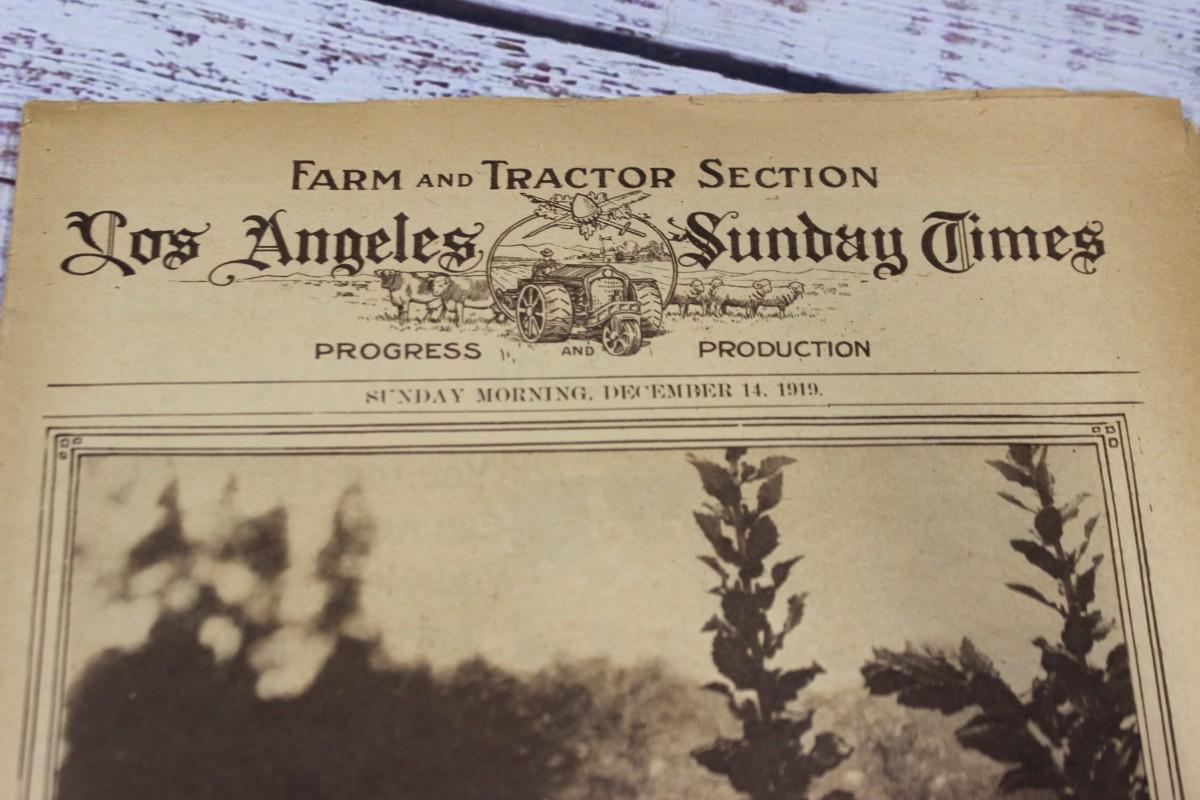 FARM AND TRACTOR SECTION
Los Angeles Sunday Times
PROGRESS AND PRODUCTION
SUNDAY MORNING, DECEMBER 14, 1919.